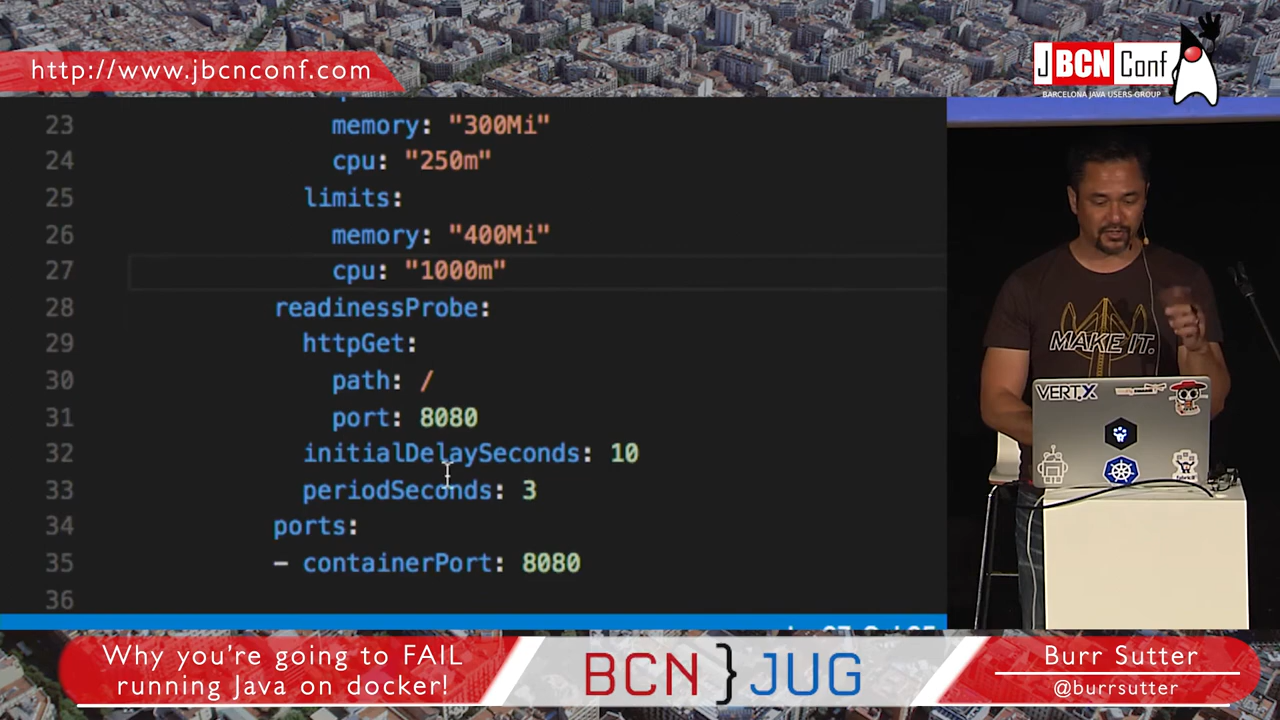 http://www.jbcnconf.com
JBCN Conf
BARCELONA JAVA USERS GROUP
23 memory: "300Mi"
24 cpu: "250m"
25 limits:
26 memory: "400Mi"
27 cpu: "1000m"
28 readinessProbe:
29 httpGet:
30 path: /
31 port: 8080
32 initialDelaySeconds: 10
33 periodSeconds: 3
34 ports:
35 - containerPort: 8080
36
MAKE IT.
VERT.X
fabric8
Why you're going to FAIL
running Java on docker!
BCN } JUG
Burr Sutter
@burrsutter